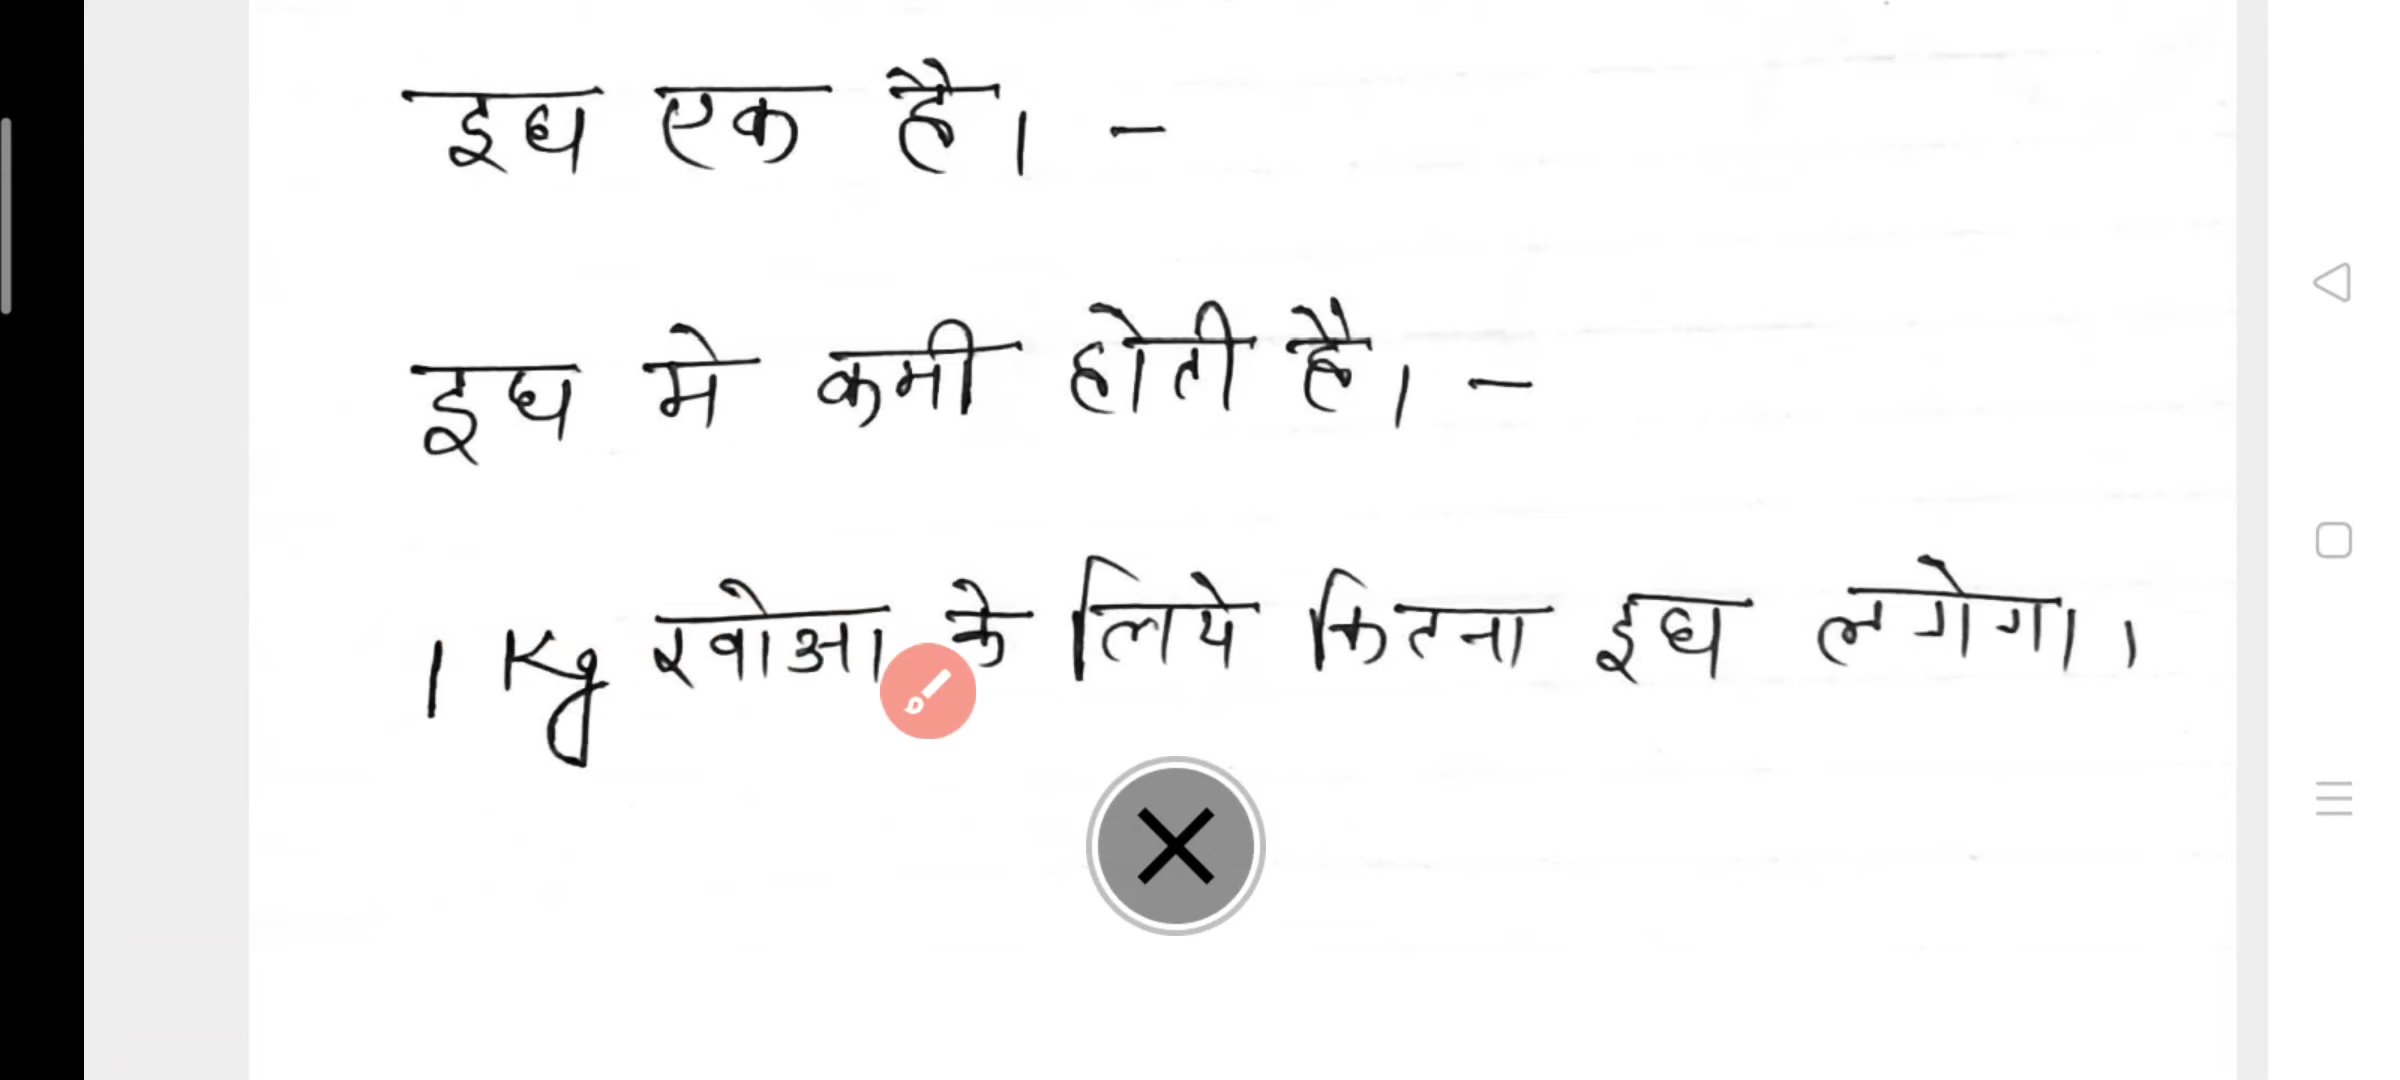 दुध एक है। -
दुध मे कमी होती है। -
1 Kg खोआ के लिये कितना दुध लगेगा।